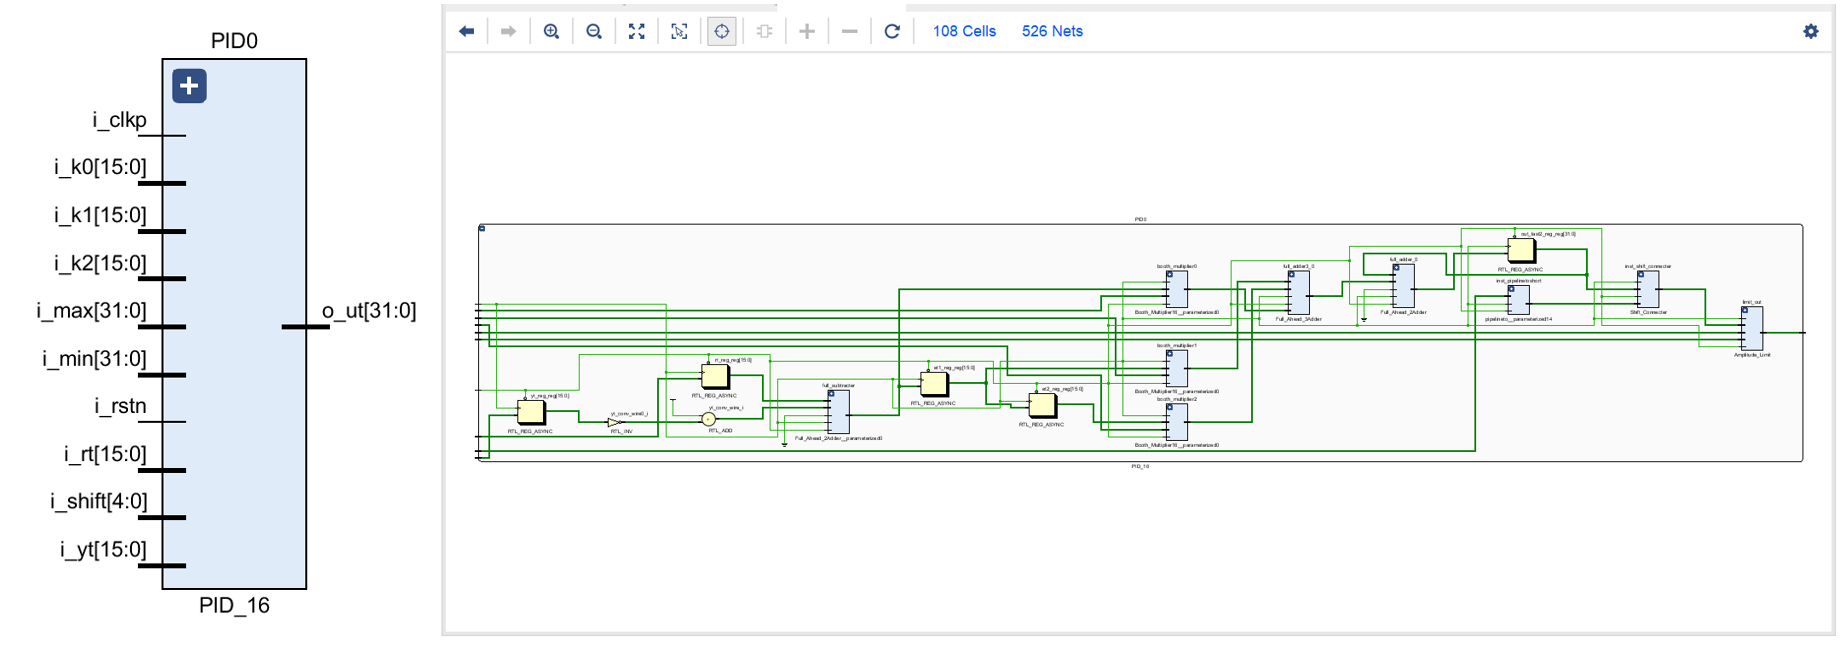 PID0
i_clkp
i_k0[15:0]
i_k1[15:0]
i_k2[15:0]
i_max[31:0]
i_min[31:0]
i_rstn
i_rt[15:0]
i_shift[4:0]
i_yt[15:0]
o_ut[31:0]
PID_16
108 Cells 526 Nets
PID0
booth_multiplier0
Booth_Multiplier16__parameterized0
full_adder3_0
Full_Ahead_3Adder
full_adder_0
Full_Ahead_2Adder
out_last2_reg_reg[31:0]
RTL_REG_ASYNC
inst_pipelinetoshort
pipelineto__parameterized14
inst_shift_connecter
Shift_Connecter
limit_out
Amplitude_Limit
booth_multiplier1
Booth_Multiplier16__parameterized0
booth_multiplier2
Booth_Multiplier16__parameterized0
rt_reg_reg[15:0]
RTL_REG_ASYNC
yt_reg_reg[15:0]
RTL_REG_ASYNC
yt_conv_wire0_i
RTL_INV
yt_conv_wire_i
RTL_ADD
full_subtracter
Full_Ahead_2Adder__parameterized0
et1_reg_reg[15:0]
RTL_REG_ASYNC
et2_reg_reg[15:0]
RTL_REG_ASYNC
PID_16